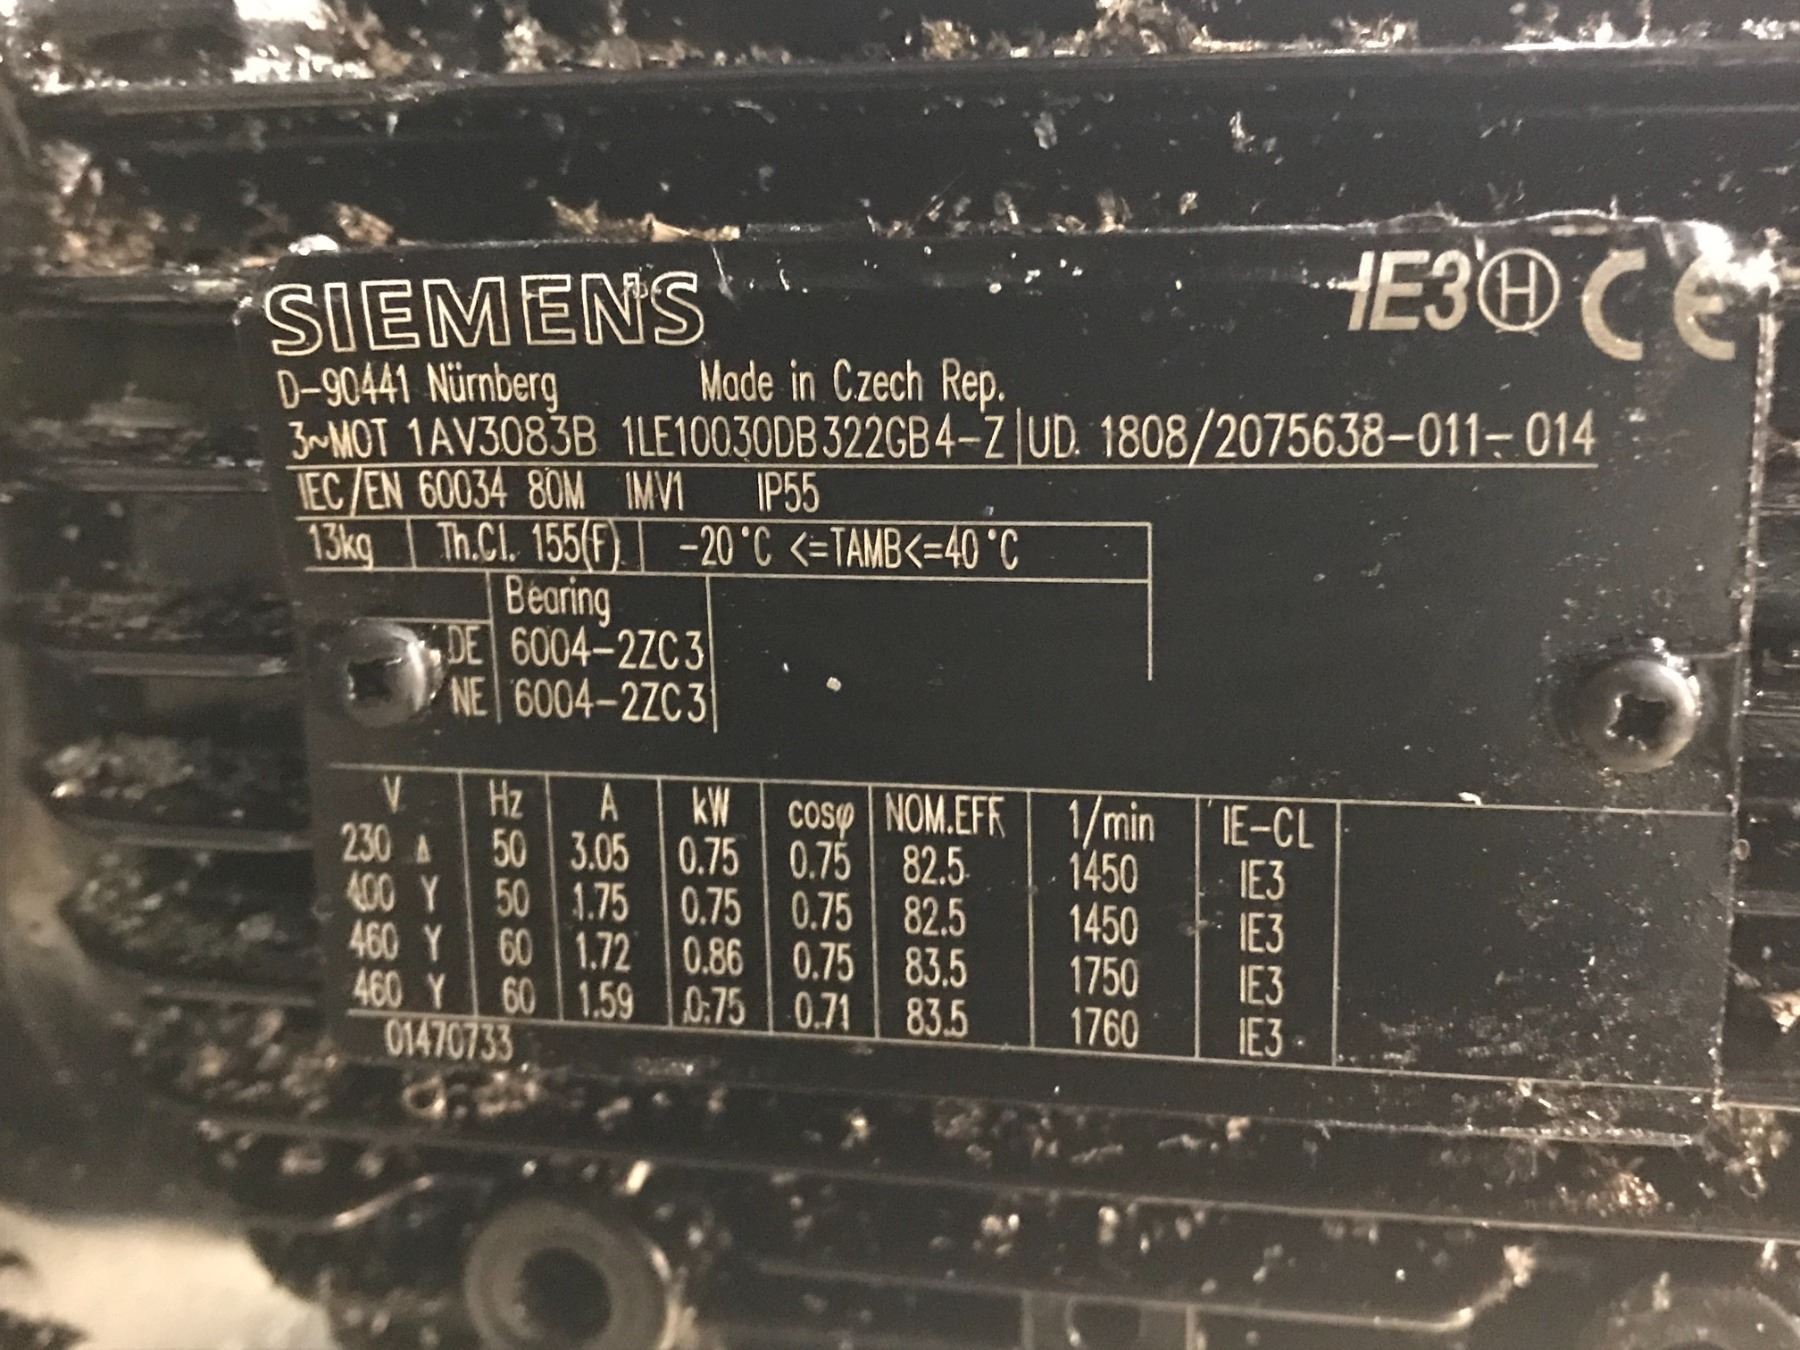 SIEMENS IE3 H CE
D-90441 Nürnberg Made in Czech Rep.
3~MOT 1AV3083B 1LE10030DB322GB4-Z UD. 1808/2075638-011-014
IEC/EN 60034 80M IMV1 IP55
13kg Th.Cl. 155(F) -20°C <=TAMB<=40°C
Bearing
DE 6004-2ZC3
NE 6004-2ZC3
V Hz A kW cosφ NOM.EFF 1/min IE-CL
230 Δ 50 3.05 0.75 0.75 82.5 1450 IE3
400 Y 50 1.75 0.75 0.75 82.5 1450 IE3
460 Y 60 1.72 0.86 0.75 83.5 1750 IE3
460 Y 60 1.59 0.75 0.71 83.5 1760 IE3
01470733